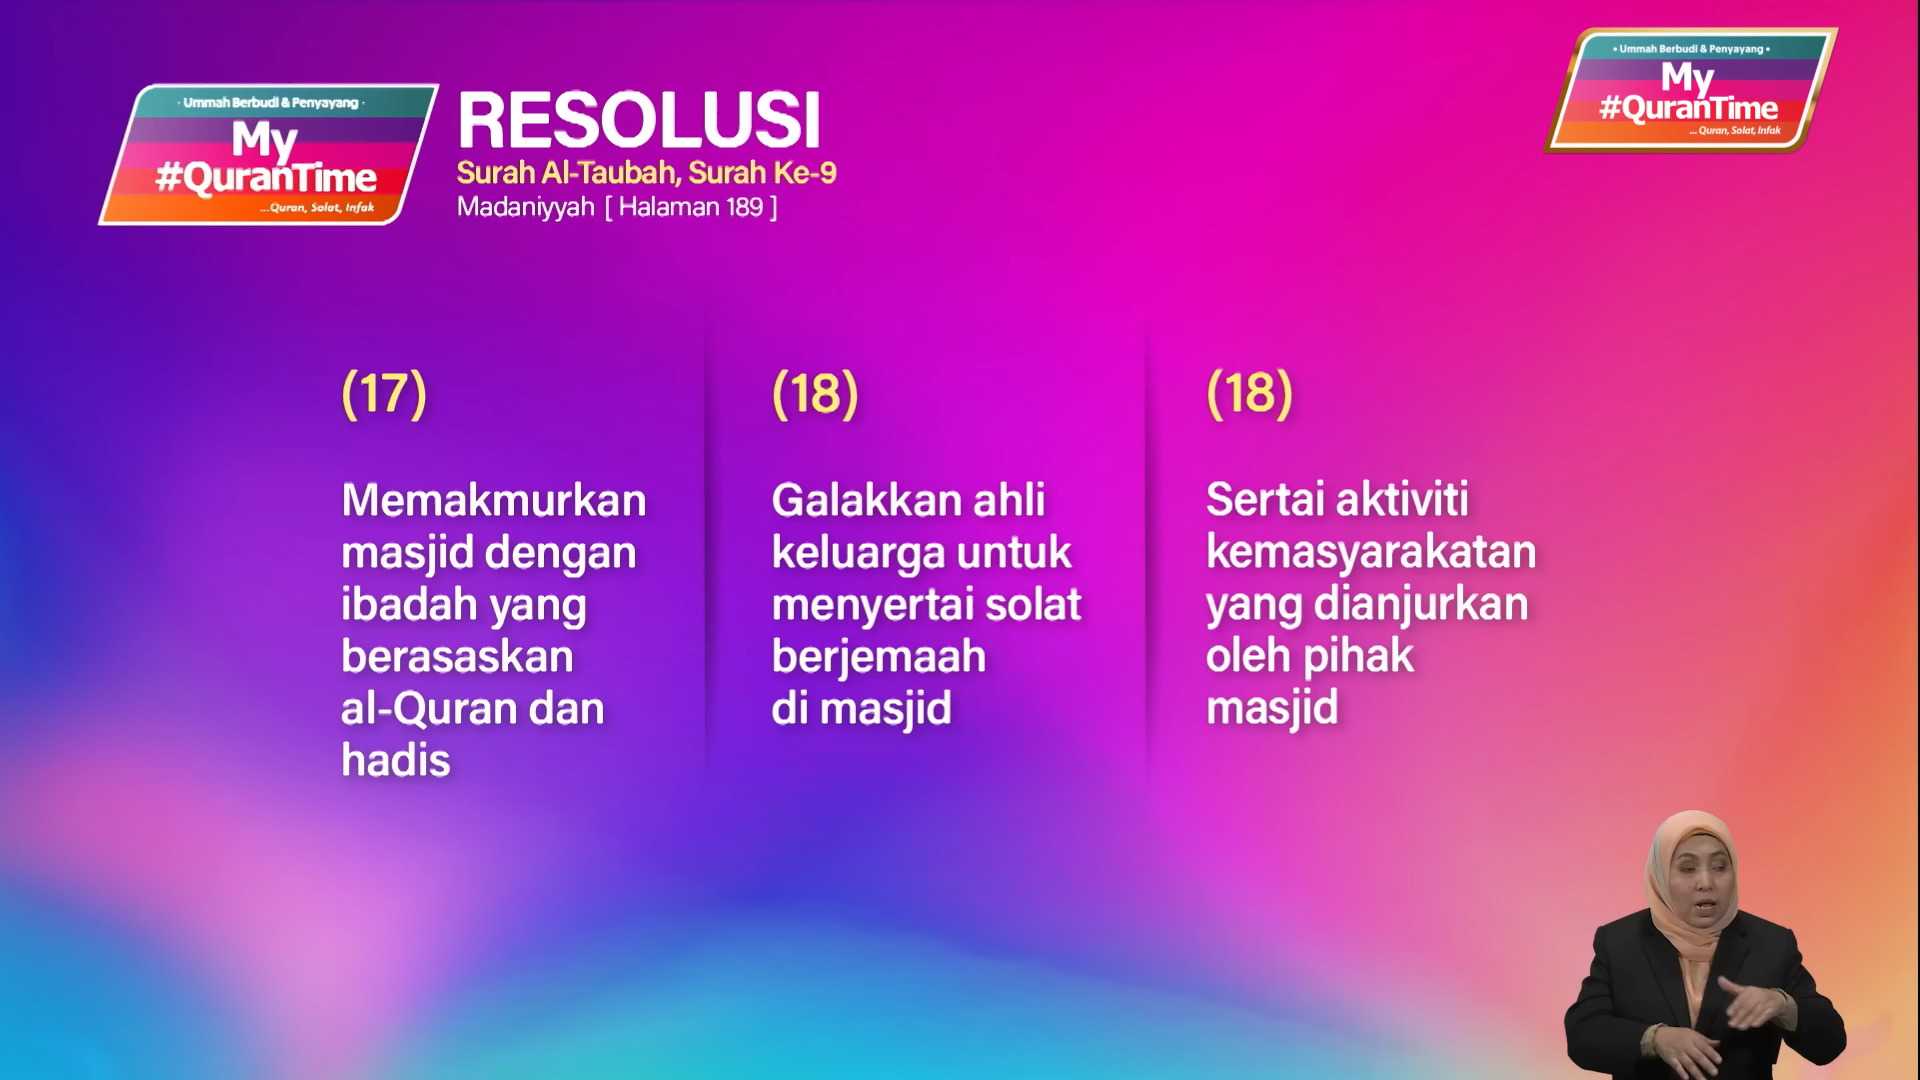 · Ummah Berbudi & Penyayang ·
My
#QuranTime
...Quran, Solat, Infak
RESOLUSI
Surah Al-Taubah, Surah Ke-9
Madaniyyah [ Halaman 189 ]
• Ummah Berbudi & Penyayang •
My
#QuranTime
... Quran, Solat, Infak
(17)
Memakmurkan
masjid dengan
ibadah yang
berasaskan
al-Quran dan
hadis
(18)
Galakkan ahli
keluarga untuk
menyertai solat
berjemaah
di masjid
(18)
Sertai aktiviti
kemasyarakatan
yang dianjurkan
oleh pihak
masjid